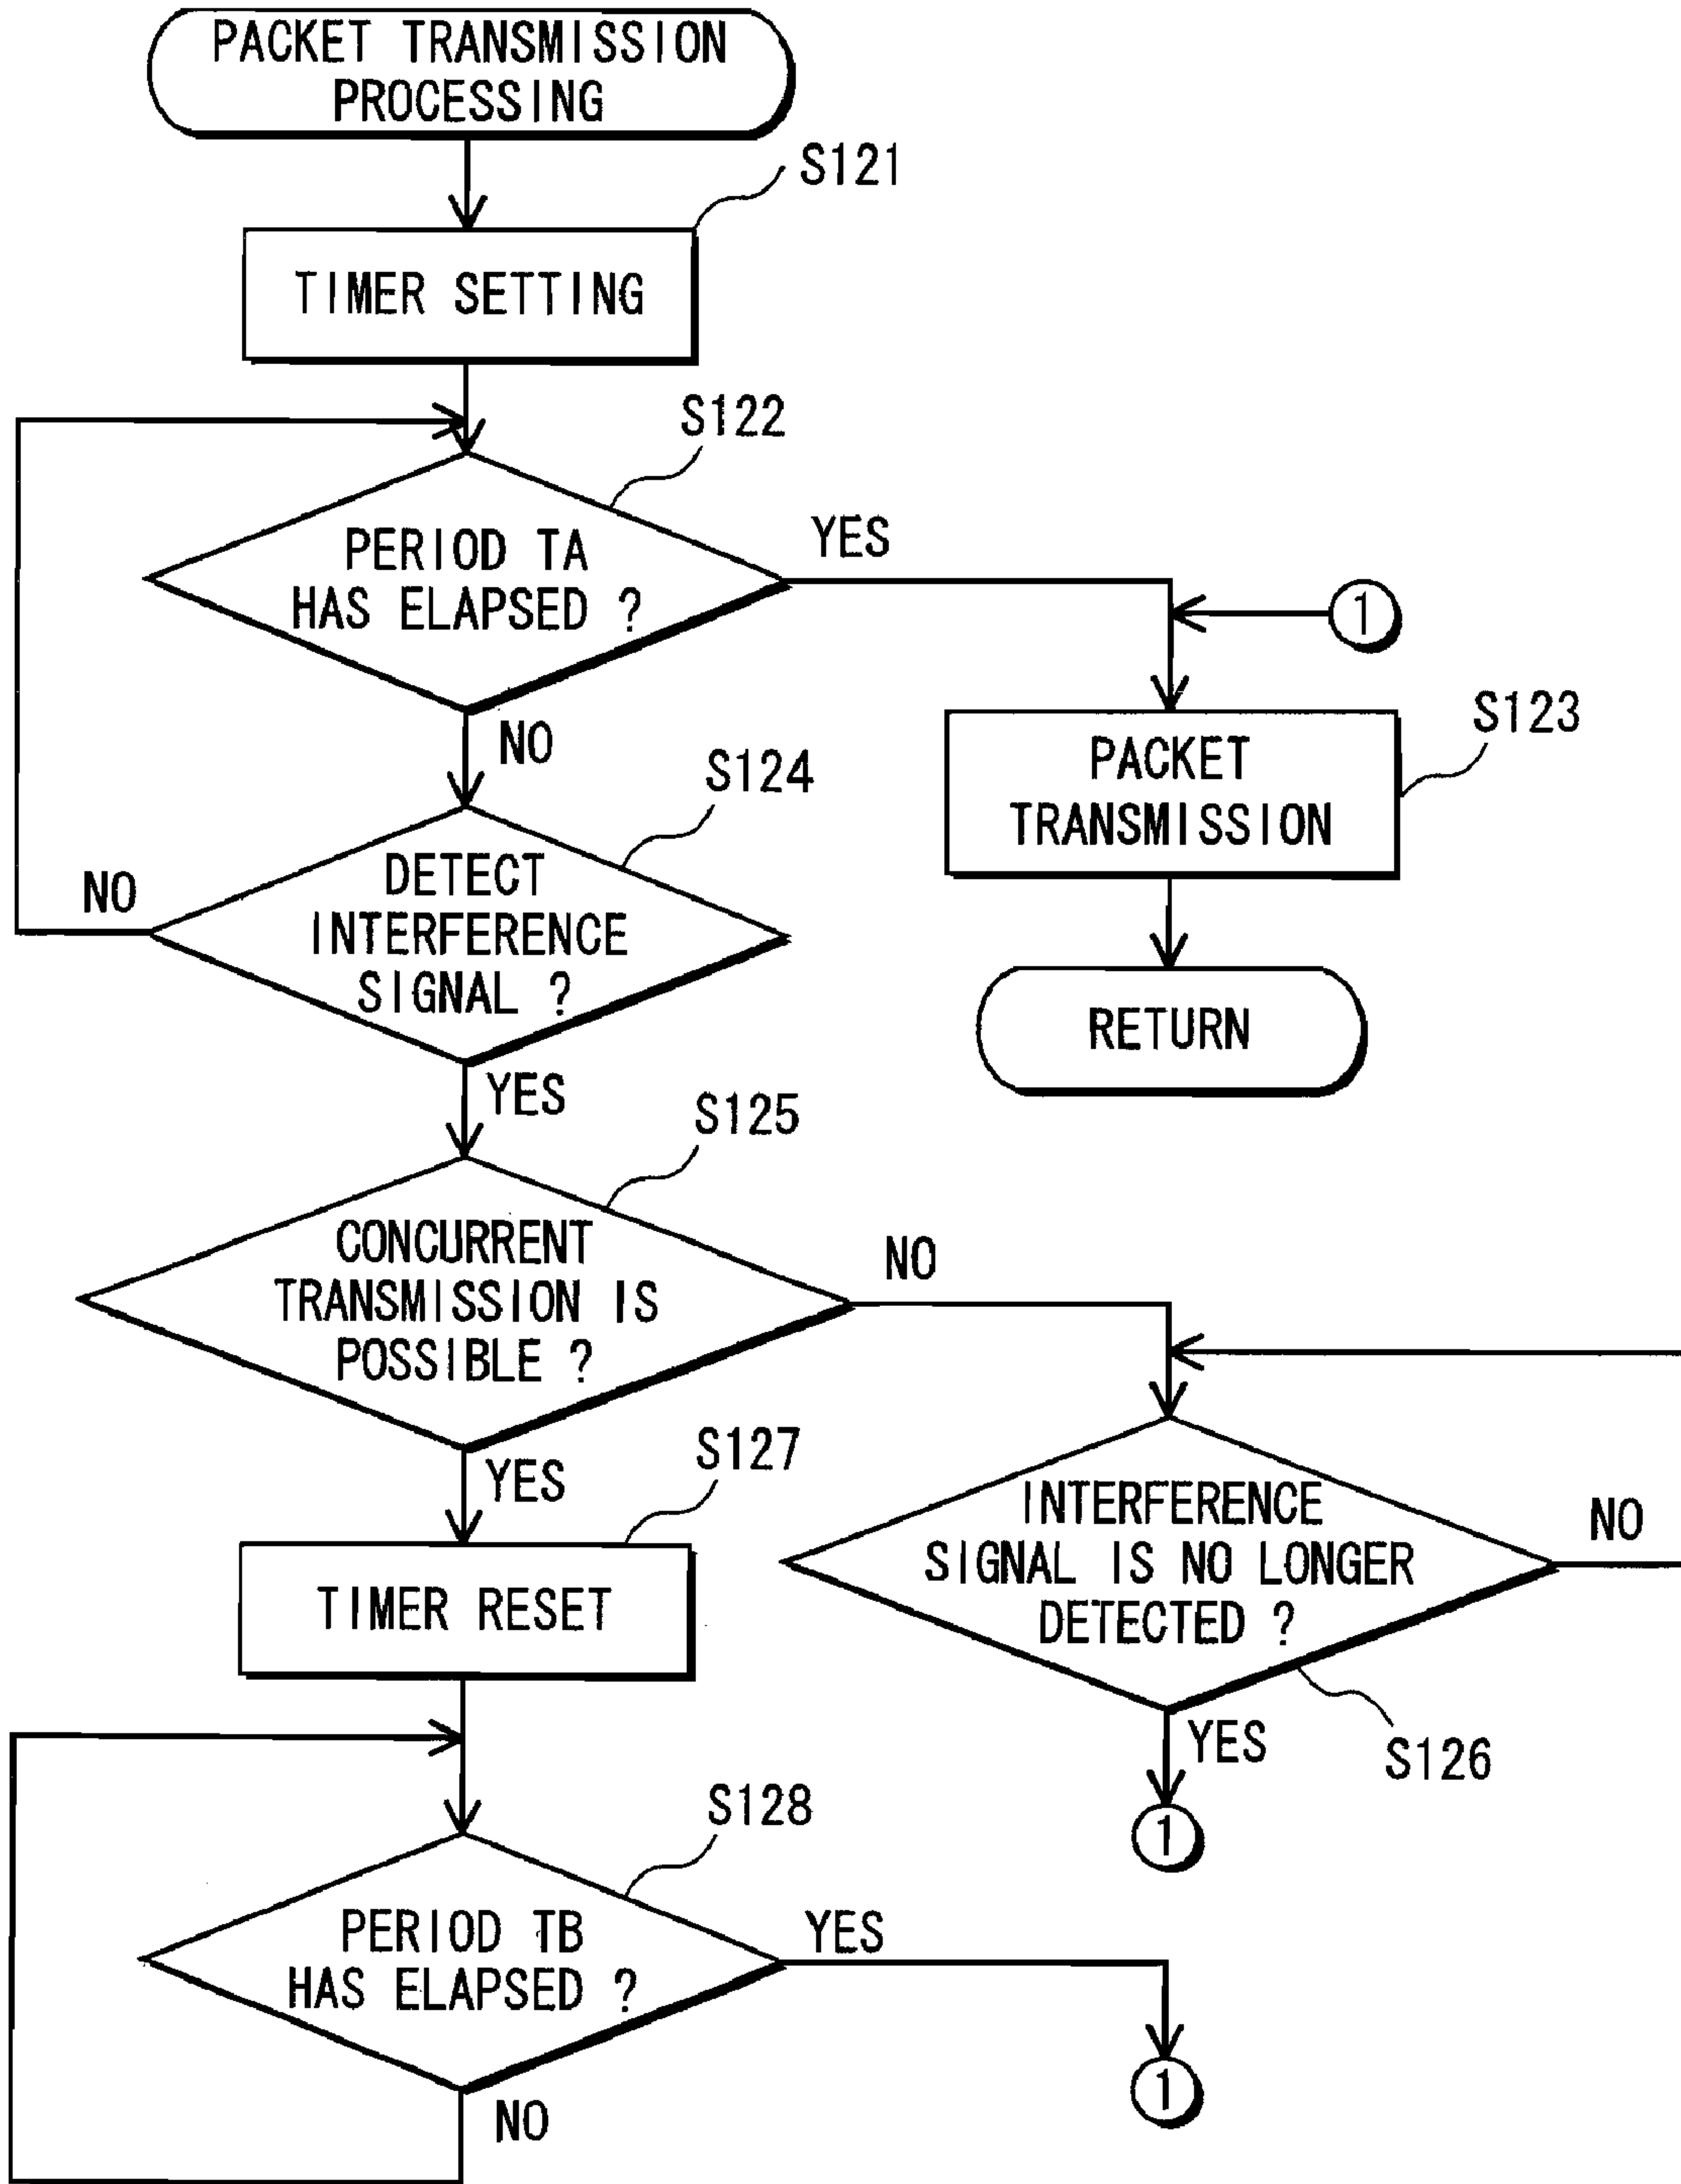 PACKET TRANSMISSION
PROCESSING
S121
TIMER SETTING
S122
PERIOD TA
HAS ELAPSED ?
YES
1
NO
S123
PACKET
TRANSMISSION
S124
DETECT
INTERFERENCE
SIGNAL ?
NO
RETURN
YES
S125
CONCURRENT
TRANSMISSION IS
POSSIBLE ?
NO
YES
S127
TIMER RESET
INTERFERENCE
SIGNAL IS NO LONGER
DETECTED ?
NO
YES
S126
1
S128
PERIOD TB
HAS ELAPSED ?
YES
1
NO